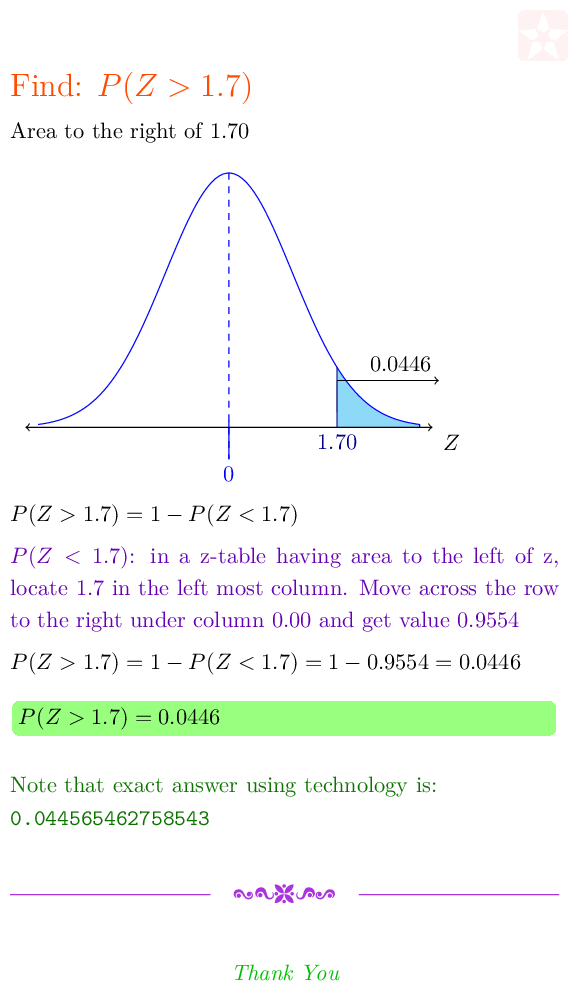 Find: P(Z > 1.7)
Area to the right of 1.70
0.0446
1.70
Z
0
P(Z > 1.7) = 1 − P(Z < 1.7)
P(Z < 1.7): in a z-table having area to the left of z,
locate 1.7 in the left most column. Move across the row
to the right under column 0.00 and get value 0.9554
P(Z > 1.7) = 1 − P(Z < 1.7) = 1 − 0.9554 = 0.0446
P(Z > 1.7) = 0.0446
Note that exact answer using technology is:
0.044565462758543
Thank You